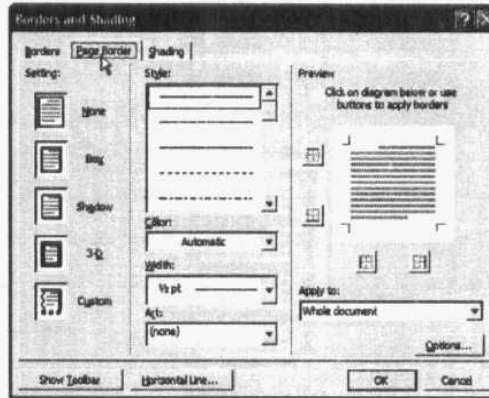 Borders and Shading
Borders Page Border Shading
Setting:
None
Box
Shadow
3-D
Custom
Style:
Color:
Automatic
Width:
½ pt
Art:
(none)
Preview
Click on diagram below or use
buttons to apply borders
Apply to:
Whole document
Options...
Show Toolbar
Horizontal Line...
OK
Cancel